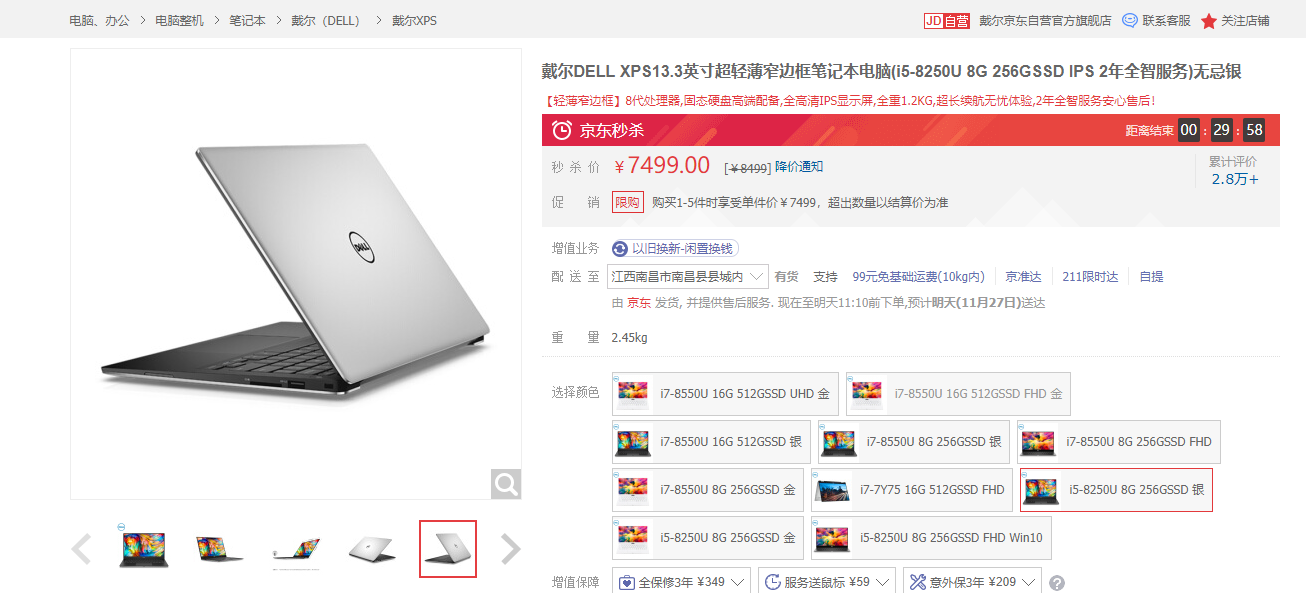 电脑、办公 > 电脑整机 > 笔记本 > 戴尔（DELL） > 戴尔XPS
JD自营 戴尔京东自营官方旗舰店 联系客服 关注店铺
戴尔DELL XPS13.3英寸超轻薄窄边框笔记本电脑(i5-8250U 8G 256GSSD IPS 2年全智服务)无忌银
【轻薄窄边框】8代处理器,固态硬盘高端配备,全高清IPS显示屏,全重1.2KG,超长续航无忧体验,2年全智服务安心售后！
京东秒杀 距离结束 00 : 29 : 58
秒杀价 ￥7499.00 [￥8499] 降价通知
累计评价
2.8万+
促销 限购 购买1-5件时享受单件价￥7499，超出数量以结算价为准
增值业务 以旧换新-闲置换钱
配送至 江西南昌市南昌县县城内 有货 支持 99元免基础运费(10kg内) 京准达 211限时达 自提
由 京东 发货, 并提供售后服务. 现在至明天11:10前下单,预计明天(11月27日)送达
重量 2.45kg
选择颜色 i7-8550U 16G 512GSSD UHD 金 i7-8550U 16G 512GSSD FHD 金
i7-8550U 16G 512GSSD 银 i7-8550U 8G 256GSSD 银 i7-8550U 8G 256GSSD FHD
i7-8550U 8G 256GSSD 金 i7-7Y75 16G 512GSSD FHD i5-8250U 8G 256GSSD 银
i5-8250U 8G 256GSSD 金 i5-8250U 8G 256GSSD FHD Win10
增值保障 全保修3年 ¥349 服务送鼠标 ¥59 意外保3年 ¥209 ?
DELL